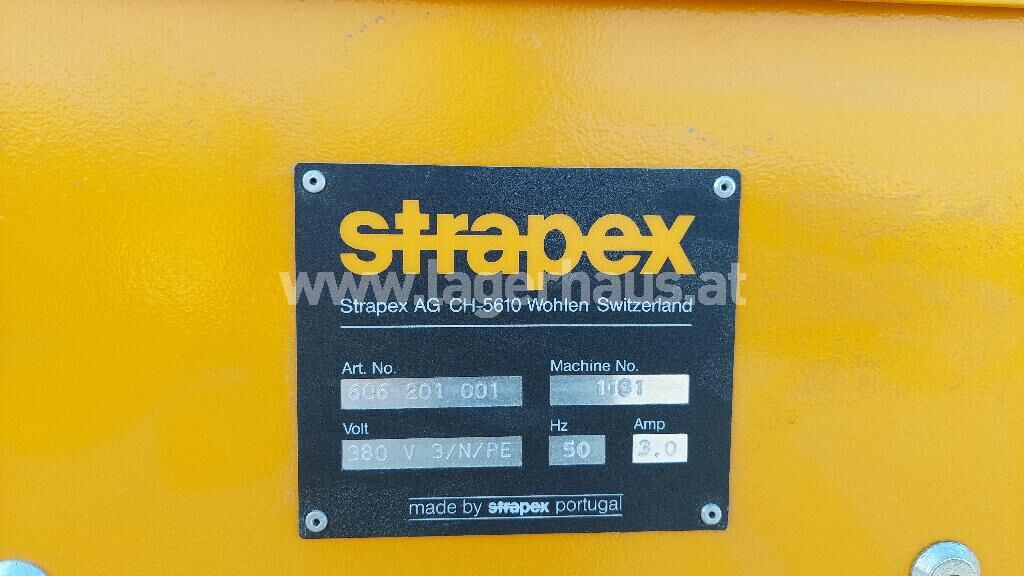 strapex
www.lagerhaus.at
Strapex AG CH-5610 Wohlen Switzerland
Art. No. Machine No.
606 201 001
Volt Hz Amp
380 V 3/N/PE 50 3.0
made by strapex portugal